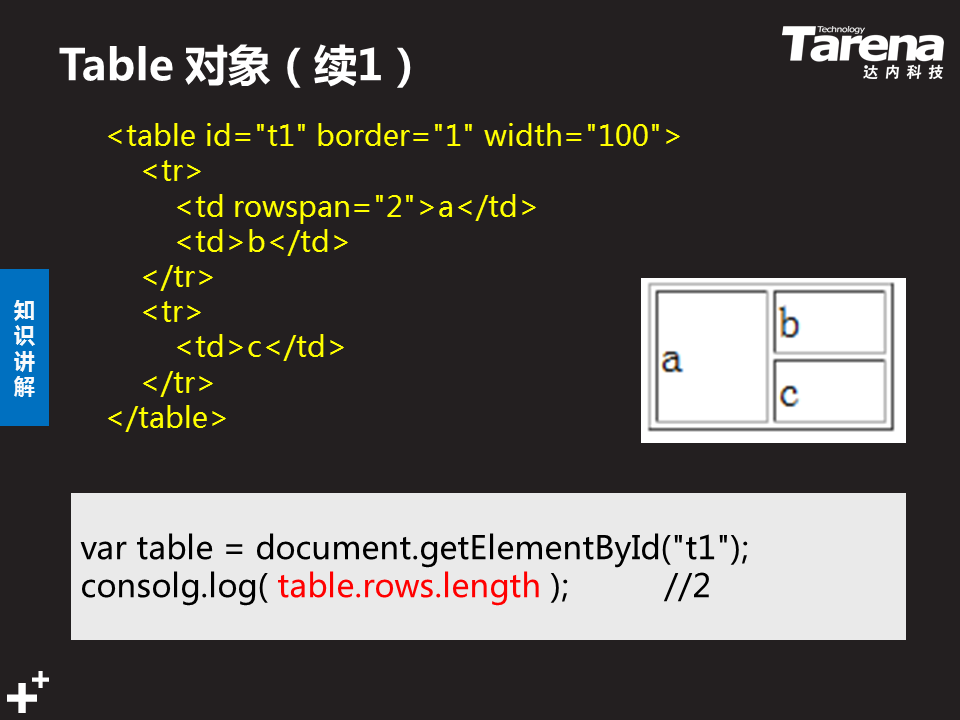 Table 对象（续1）
Technology
Tarena
达内科技
<table id="t1" border="1" width="100">
<tr>
<td rowspan="2">a</td>
<td>b</td>
</tr>
<tr>
<td>c</td>
</tr>
</table>
知识讲解
a
b
c
var table = document.getElementById("t1");
consolg.log( table.rows.length ); //2